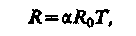 R = αR₀T,